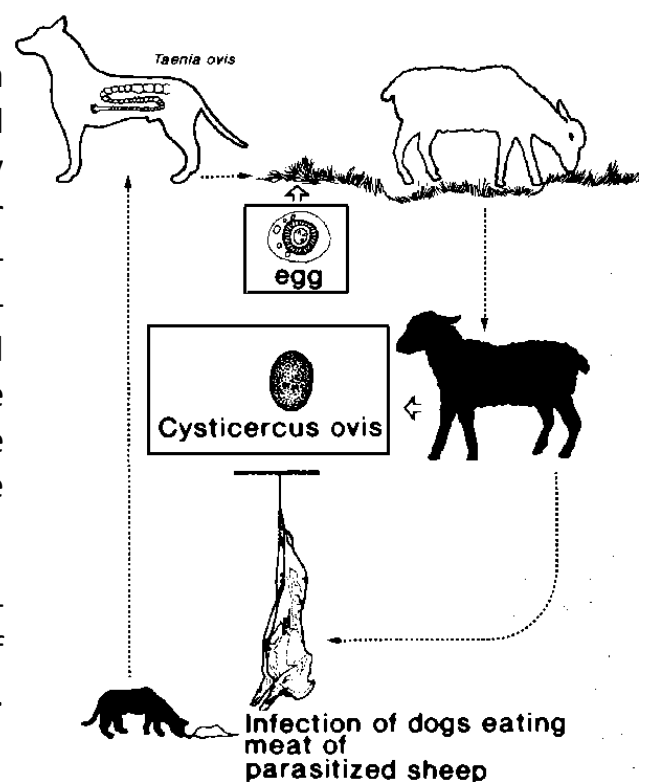 Taenia ovis
egg
Cysticercus ovis
Infection of dogs eating
meat of
parasitized sheep